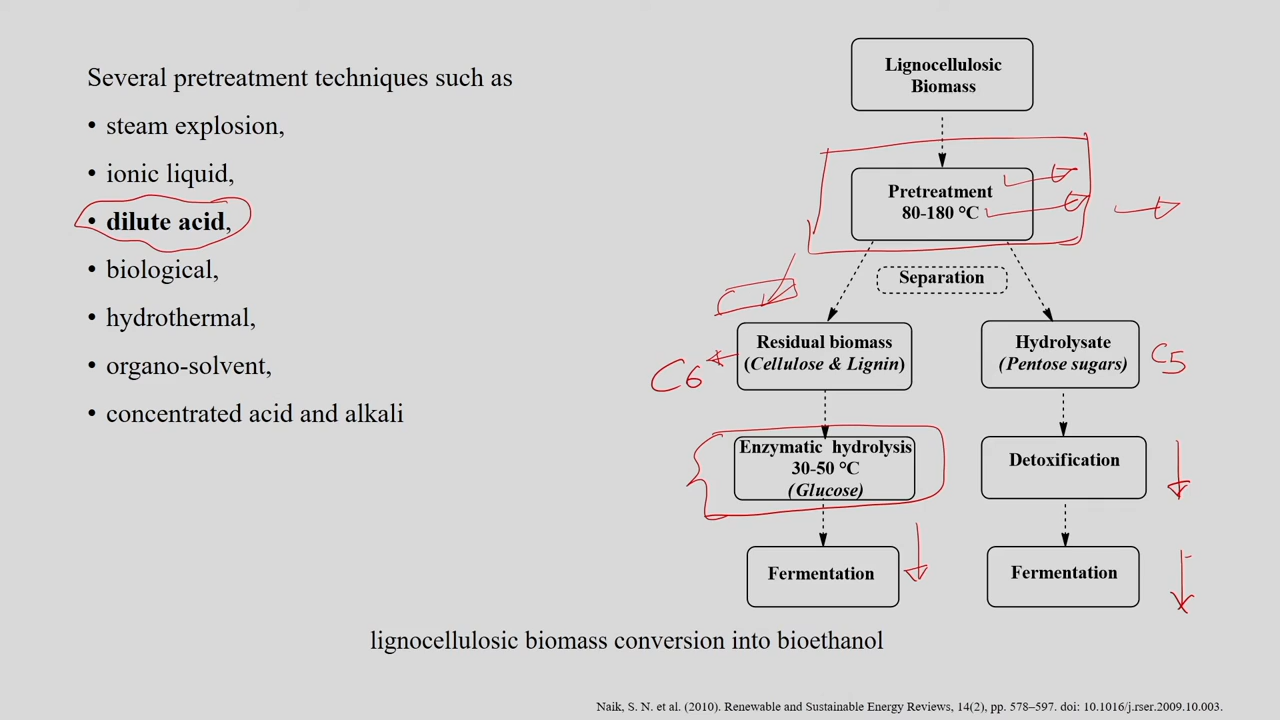 Several pretreatment techniques such as
• steam explosion,
• ionic liquid,
• dilute acid,
• biological,
• hydrothermal,
• organo-solvent,
• concentrated acid and alkali
Lignocellulosic
Biomass
Pretreatment
80-180 °C
Separation
Residual biomass
(Cellulose & Lignin)
C6
Hydrolysate
(Pentose sugars)
C5
Enzymatic hydrolysis
30-50 °C
(Glucose)
Detoxification
Fermentation
Fermentation
lignocellulosic biomass conversion into bioethanol
Naik, S. N. et al. (2010). Renewable and Sustainable Energy Reviews, 14(2), pp. 578–597. doi: 10.1016/j.rser.2009.10.003.